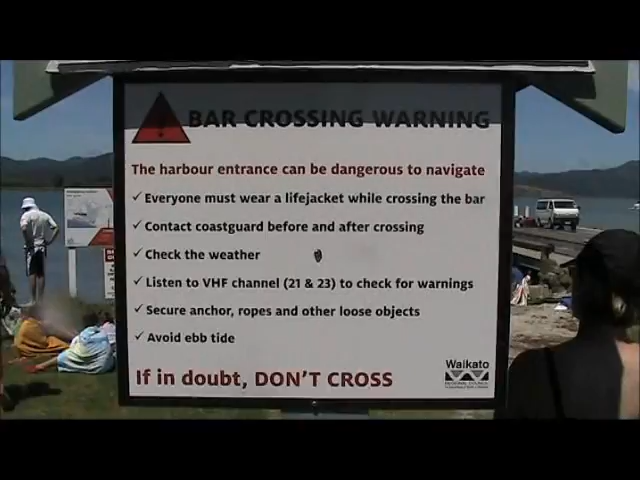 BAR CROSSING WARNING
The harbour entrance can be dangerous to navigate
✓ Everyone must wear a lifejacket while crossing the bar
✓ Contact coastguard before and after crossing
✓ Check the weather
✓ Listen to VHF channel (21 & 23) to check for warnings
✓ Secure anchor, ropes and other loose objects
✓ Avoid ebb tide
If in doubt, DON'T CROSS
Waikato
REGIONAL COUNCIL